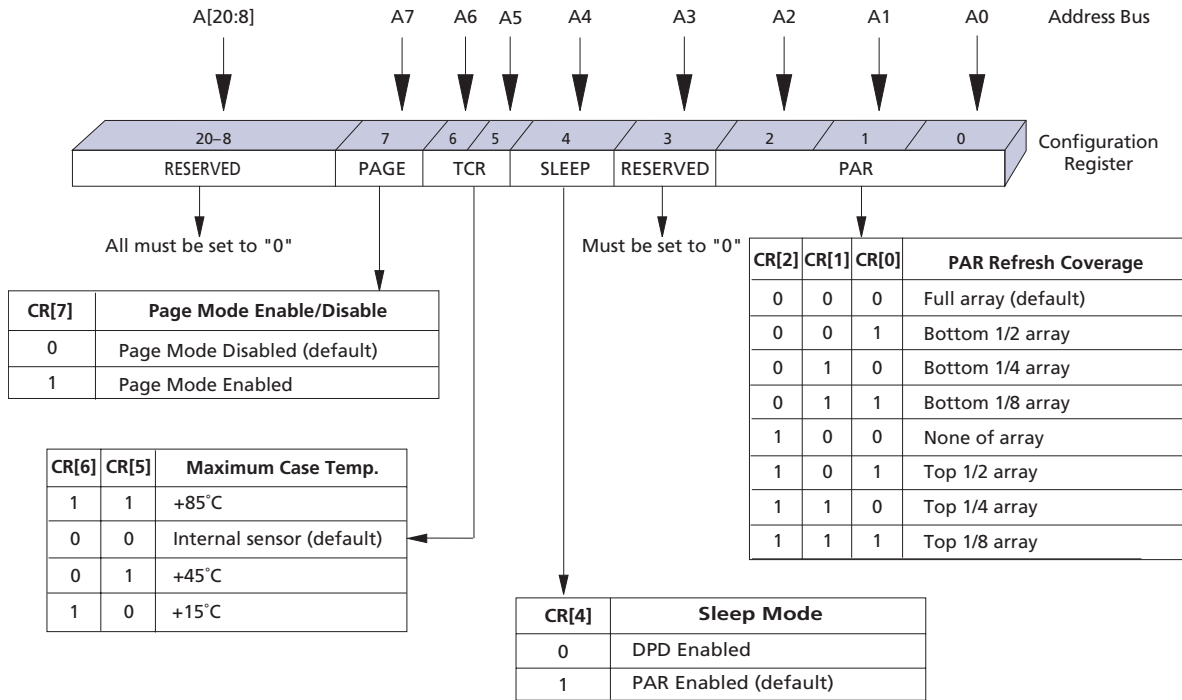 A[20:8] A7 A6 A5 A4 A3 A2 A1 A0 Address Bus
20–8 7 6 5 4 3 2 1 0
Configuration
Register
RESERVED PAGE TCR SLEEP RESERVED PAR
All must be set to "0"
Must be set to "0"
CR[7] Page Mode Enable/Disable
0 Page Mode Disabled (default)
1 Page Mode Enabled
CR[2] CR[1] CR[0] PAR Refresh Coverage
0 0 0 Full array (default)
0 0 1 Bottom 1/2 array
0 1 0 Bottom 1/4 array
0 1 1 Bottom 1/8 array
1 0 0 None of array
1 0 1 Top 1/2 array
1 1 0 Top 1/4 array
1 1 1 Top 1/8 array
CR[6] CR[5] Maximum Case Temp.
1 1 +85˚C
0 0 Internal sensor (default)
0 1 +45˚C
1 0 +15˚C
CR[4] Sleep Mode
0 DPD Enabled
1 PAR Enabled (default)